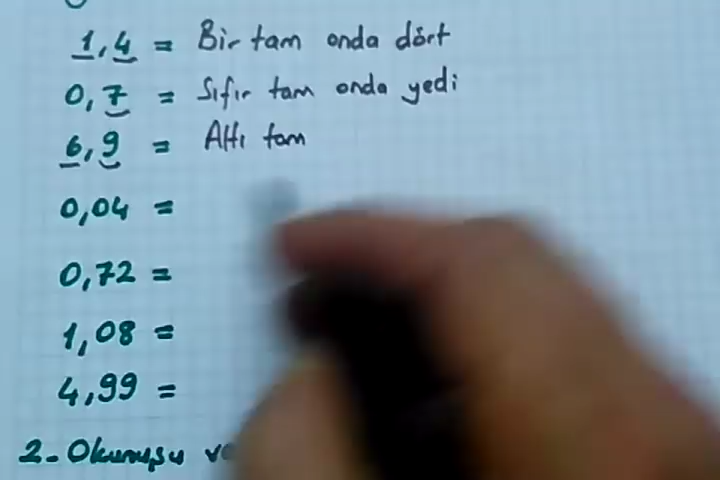 1,4 = Bir tam onda dört
0,7 = Sıfır tam onda yedi
6,9 = Altı tam
0,04 =
0,72 =
1,08 =
4,99 =
2- Okunuşu